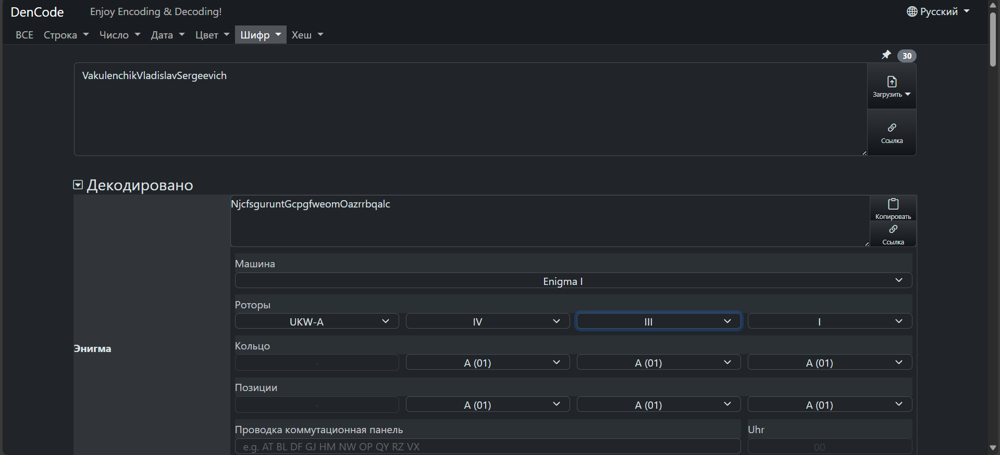 DenCode Enjoy Encoding & Decoding! Русский
ВСЕ Строка Число Дата Цвет Шифр Хеш
30
VakulenchikVladislavSergeevich
Загрузить
Ссылка
Декодировано
NjcfsguruntGcpgfweomOazrrbqalc
Копировать
Ссылка
Машина
Enigma I
Роторы
UKW-A IV III I
Энигма
Кольцо
- A (01) A (01) A (01)
Позиции
- A (01) A (01) A (01)
Проводка коммутационная панель Uhr
e.g. AT BL DF GJ HM NW OP QY RZ VX 00